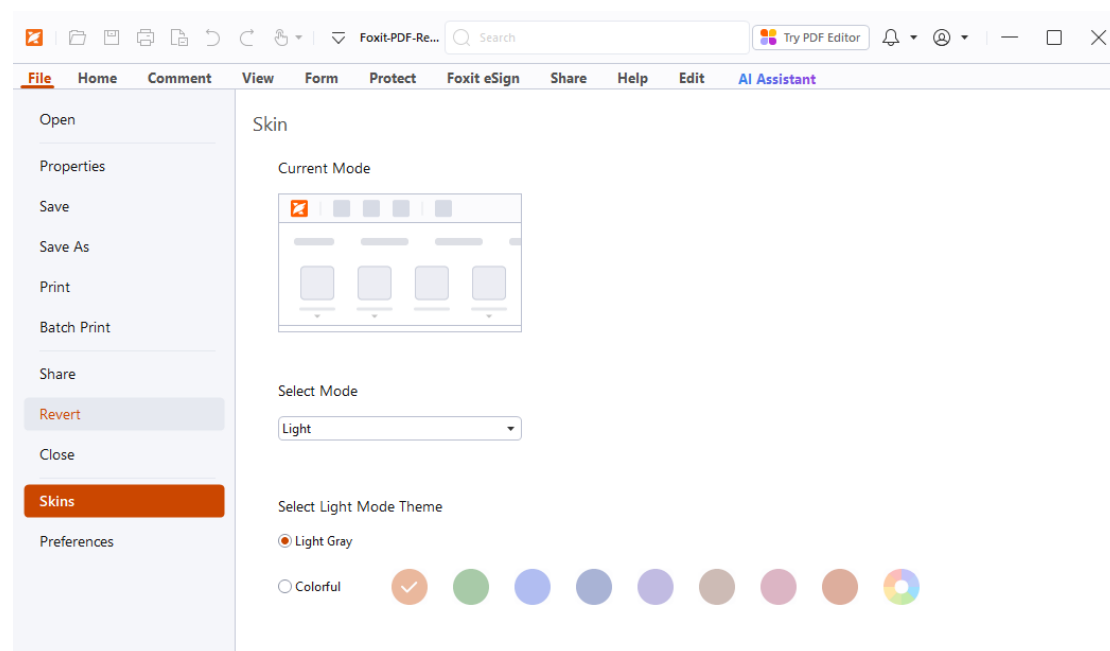 Foxit-PDF-Re...
Search
Try PDF Editor
File Home Comment View Form Protect Foxit eSign Share Help Edit AI Assistant
Open
Properties
Save
Save As
Print
Batch Print
Share
Revert
Close
Skins
Preferences
Skin
Current Mode
Select Mode
Light
Select Light Mode Theme
Light Gray
Colorful